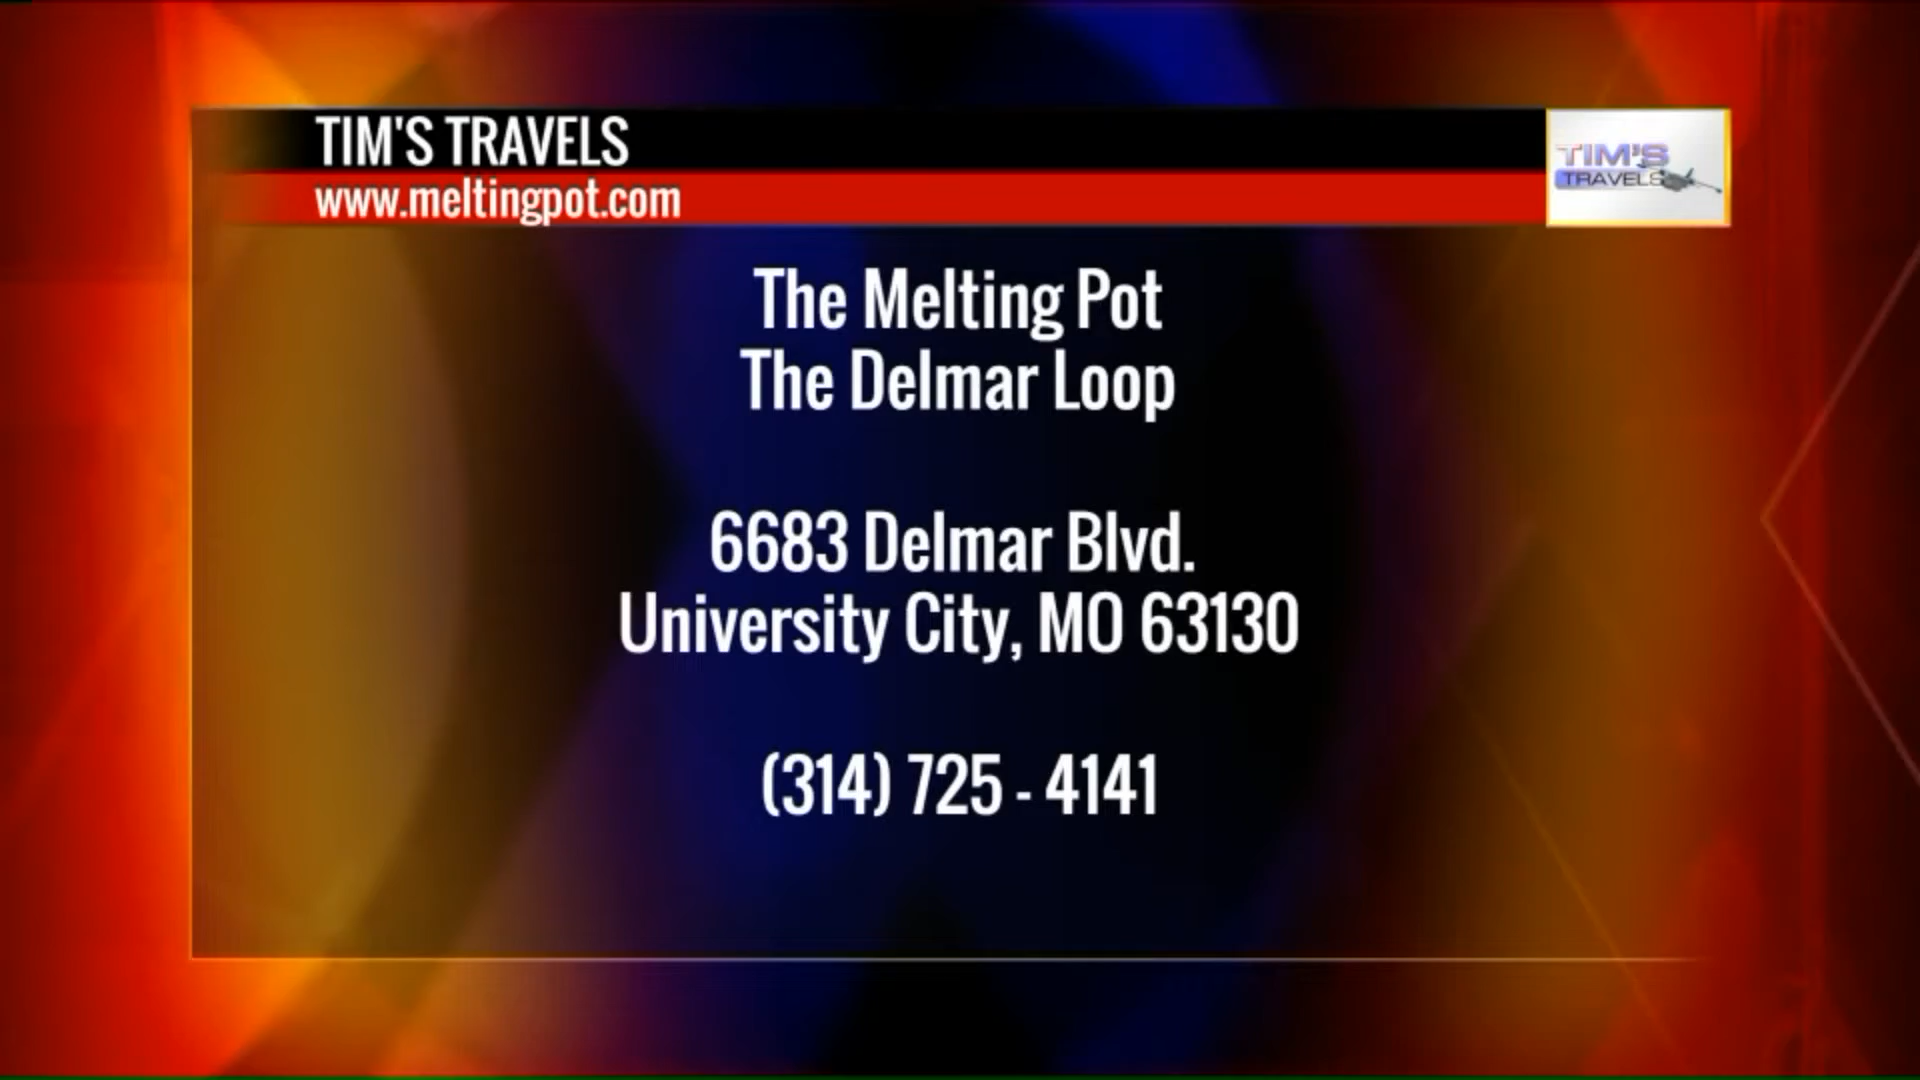 TIM'S TRAVELS
www.meltingpot.com
TIM'S
TRAVELS
The Melting Pot
The Delmar Loop
6683 Delmar Blvd.
University City, MO 63130
(314) 725 - 4141